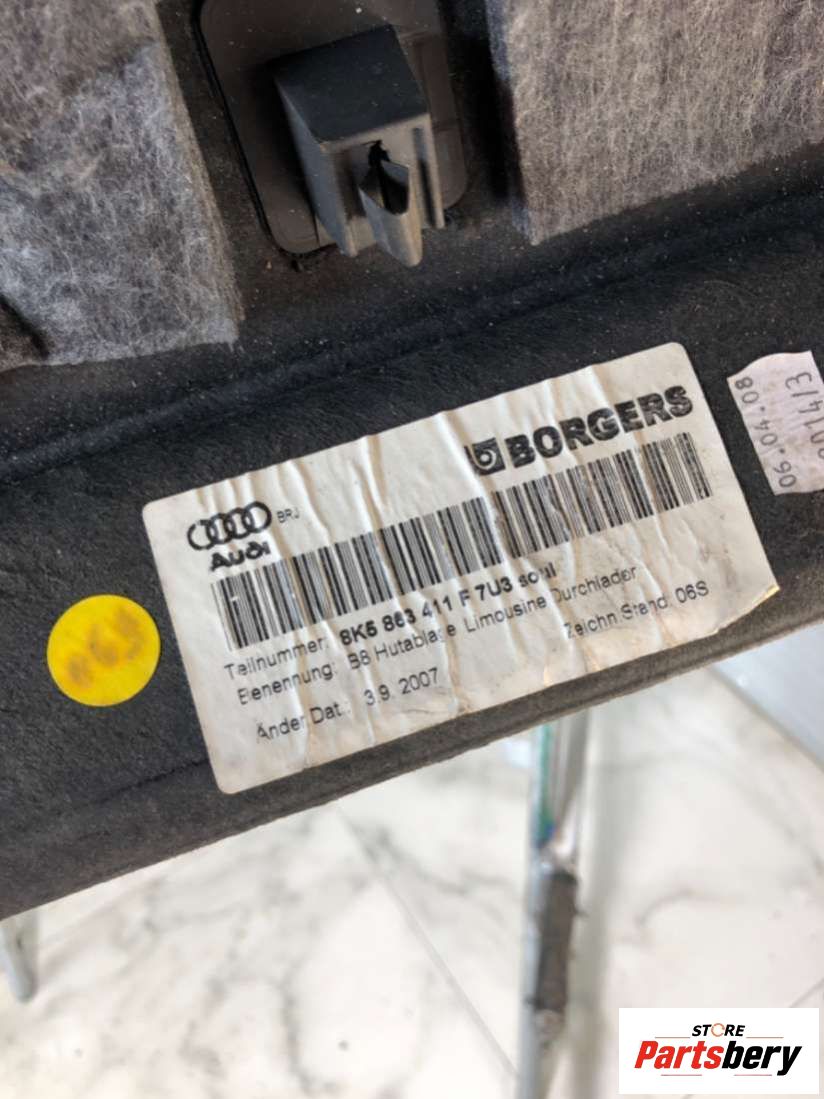 BORGERS
AUDI
BRJ
Teilnummer: 8K5 863 411 F 7U3 soul
Benennung: B8 Hutablage Limousine Durchlader
Zeichn.Stand. 06S
Änder.Dat.: 3.9.2007
06.04.08
2014/3
STORE
Partsbery